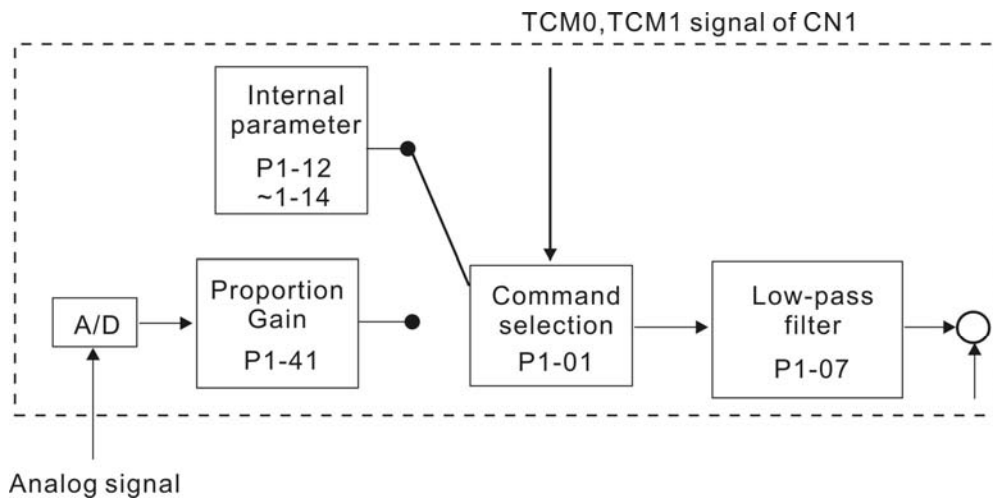 TCM0,TCM1 signal of CN1
Internal
parameter
P1-12
~1-14
A/D
Proportion
Gain
P1-41
Command
selection
P1-01
Low-pass
filter
P1-07
Analog signal